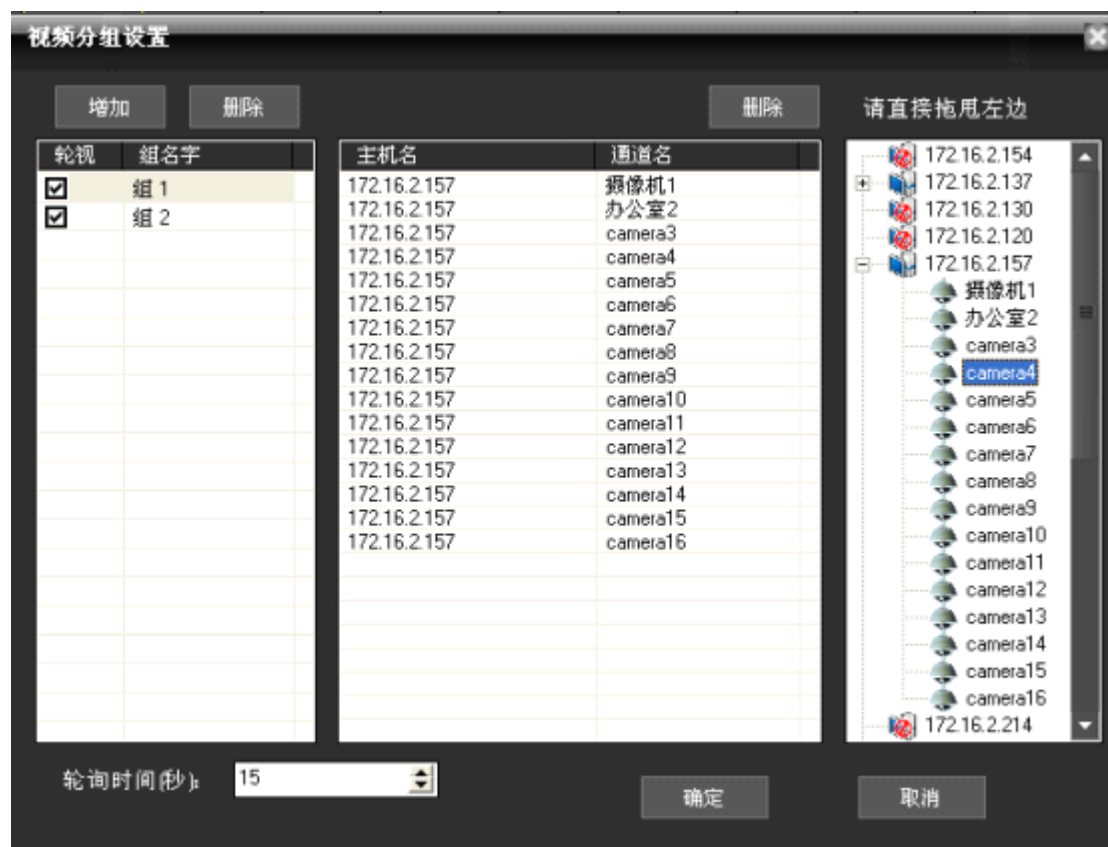 视频分组设置
增加 删除 删除 请直接拖甩左边
轮视 组名字
组 1
组 2
主机名 通道名
172.16.2.157 摄像机1
172.16.2.157 办公室2
172.16.2.157 camera3
172.16.2.157 camera4
172.16.2.157 camera5
172.16.2.157 camera6
172.16.2.157 camera7
172.16.2.157 camera8
172.16.2.157 camera9
172.16.2.157 camera10
172.16.2.157 camera11
172.16.2.157 camera12
172.16.2.157 camera13
172.16.2.157 camera14
172.16.2.157 camera15
172.16.2.157 camera16
172.16.2.154
172.16.2.137
172.16.2.130
172.16.2.120
172.16.2.157
摄像机1
办公室2
camera3
camera4
camera5
camera6
camera7
camera8
camera9
camera10
camera11
camera12
camera13
camera14
camera15
camera16
172.16.2.214
轮询时间(秒): 15
确定 取消